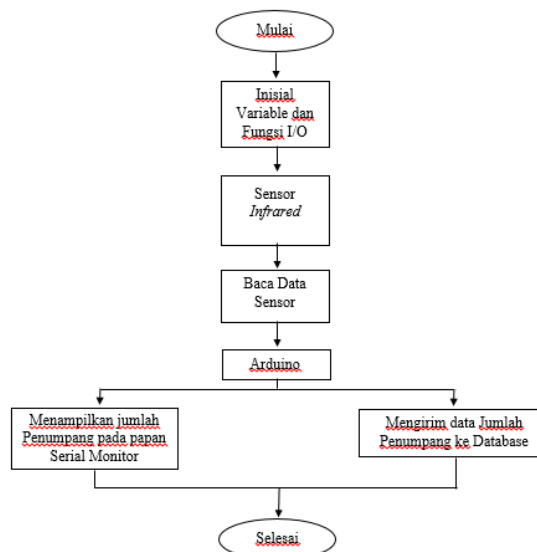 Mulai
Inisial
Variable dan
Fungsi I/O
Sensor
Infrared
Baca Data
Sensor
Arduino
Menampilkan jumlah
Penumpang pada papan
Serial Monitor
Mengirim data Jumlah
Penumpang ke Database
Selesai